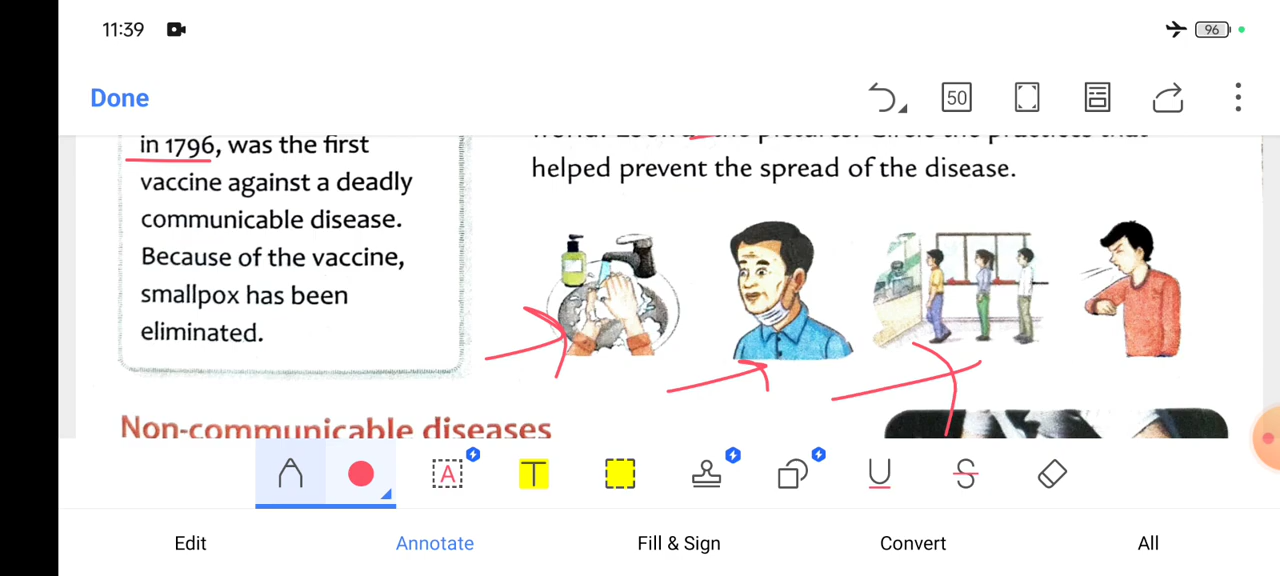 11:39
96
Done
50
in 1796, was the first
vaccine against a deadly
communicable disease.
Because of the vaccine,
smallpox has been
eliminated.
helped prevent the spread of the disease.
Non-communicable diseases
A
T
U
S
Edit
Annotate
Fill & Sign
Convert
All